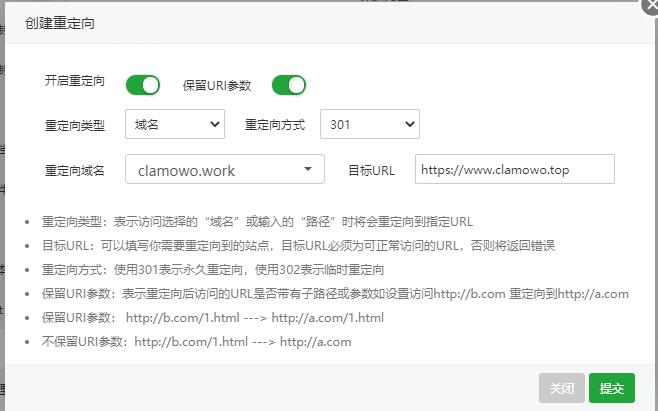 创建重定向
开启重定向 保留URI参数
重定向类型 域名 重定向方式 301
重定向域名 clamowo.work 目标URL https://www.clamowo.top
重定向类型：表示访问选择的“域名”或输入的“路径”时将会重定向到指定URL
目标URL：可以填写你需要重定向到的站点，目标URL必须为可正常访问的URL，否则将返回错误
重定向方式：使用301表示永久重定向，使用302表示临时重定向
保留URI参数：表示重定向后访问的URL是否带有子路径或参数如设置访问http://b.com 重定向到http://a.com
保留URI参数： http://b.com/1.html ---> http://a.com/1.html
不保留URI参数：http://b.com/1.html ---> http://a.com
关闭 提交